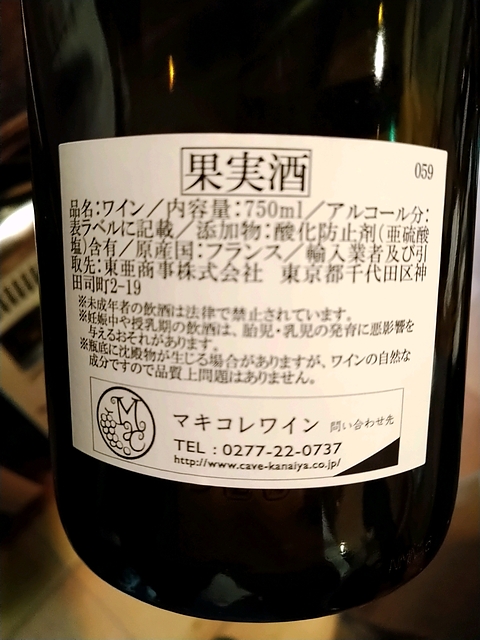 果実酒
059
品名:ワイン/内容量:750ml/アルコール分:
表ラベルに記載/添加物:酸化防止剤(亜硫酸
塩)含有/原産国:フランス/輸入業者及び引
取先:東亜商事株式会社 東京都千代田区神
田司町2-19
※未成年者の飲酒は法律で禁止されています。
※妊娠中や授乳期の飲酒は、胎児・乳児の発育に悪影響を
与えるおそれがあります。
※瓶底に沈殿物が生じる場合がありますが、ワインの自然な
成分ですので品質上問題はありません。
マキコレワイン 問い合わせ先
TEL:0277-22-0737
http://www.cave-kanaiya.co.jp/